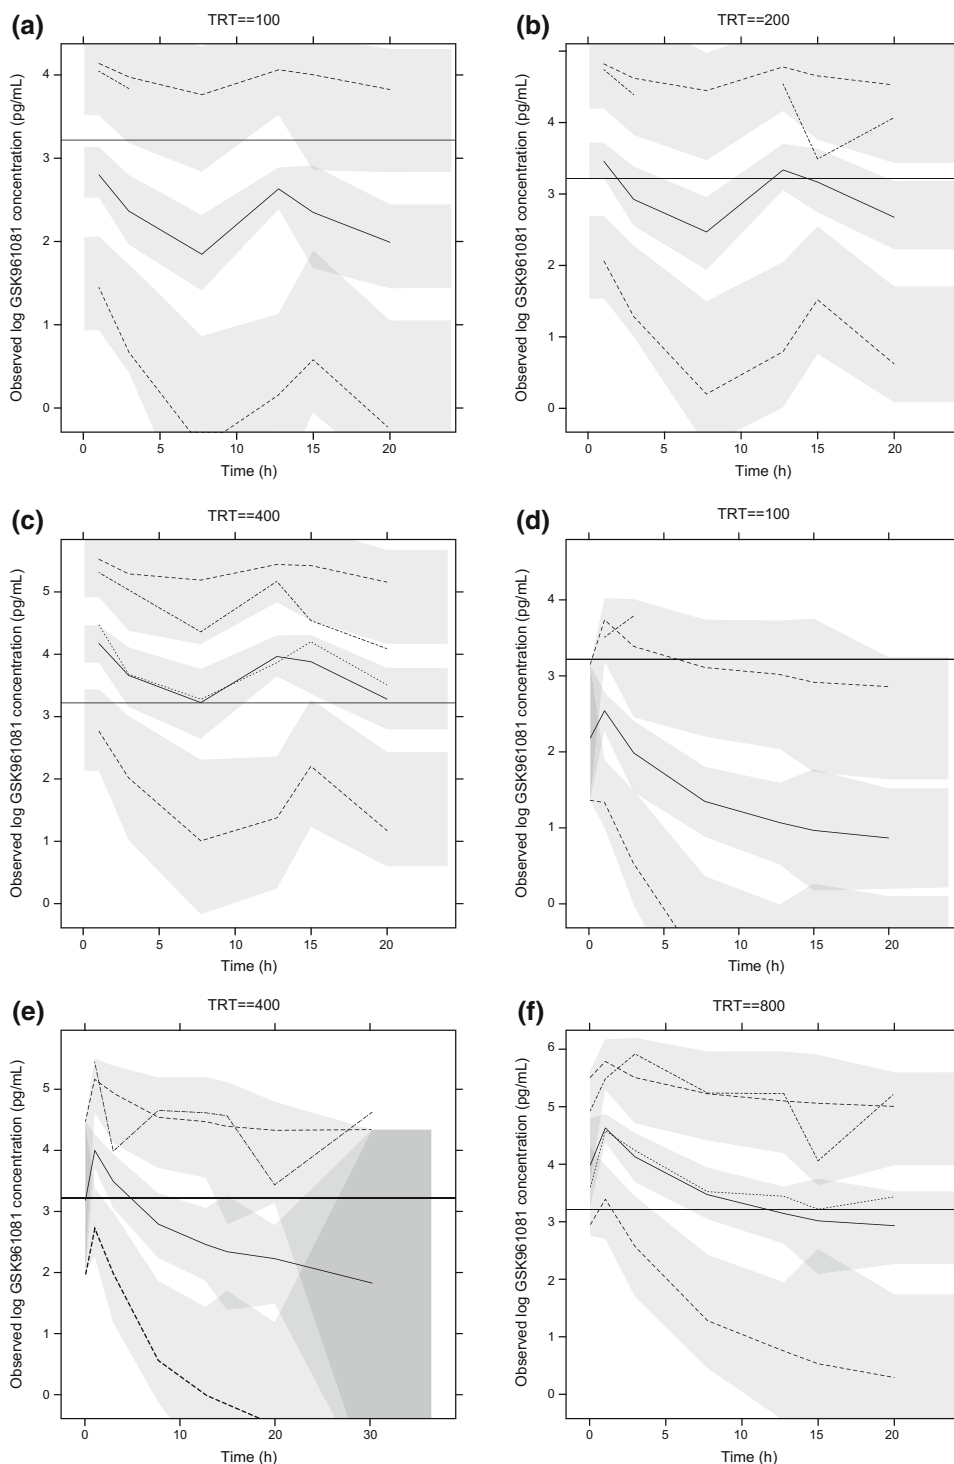 (a)
TRT==100
Observed log GSK961081 concentration (pg/mL)
4
3
2
1
0
0 5 10 15 20
Time (h)
(b)
TRT==200
Observed log GSK961081 concentration (pg/mL)
4
3
2
1
0
0 5 10 15 20
Time (h)
(c)
TRT==400
Observed log GSK961081 concentration (pg/mL)
5
4
3
2
1
0
0 5 10 15 20
Time (h)
(d)
TRT==100
Observed log GSK961081 concentration (pg/mL)
4
3
2
1
0
0 5 10 15 20
Time (h)
(e)
TRT==400
Observed log GSK961081 concentration (pg/mL)
5
4
3
2
1
0
0 10 20 30
Time (h)
(f)
TRT==800
Observed log GSK961081 concentration (pg/mL)
6
5
4
3
2
1
0
0 5 10 15 20
Time (h)